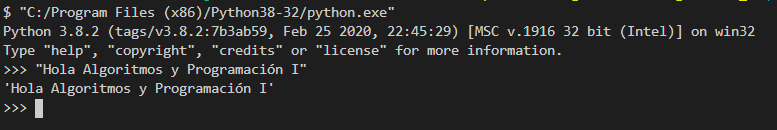 $ "C:/Program Files (x86)/Python38-32/python.exe"
Python 3.8.2 (tags/v3.8.2:7b3ab59, Feb 25 2020, 22:45:29) [MSC v.1916 32 bit (Intel)] on win32
Type "help", "copyright", "credits" or "license" for more information.
>>> "Hola Algoritmos y Programación I"
'Hola Algoritmos y Programación I'
>>>